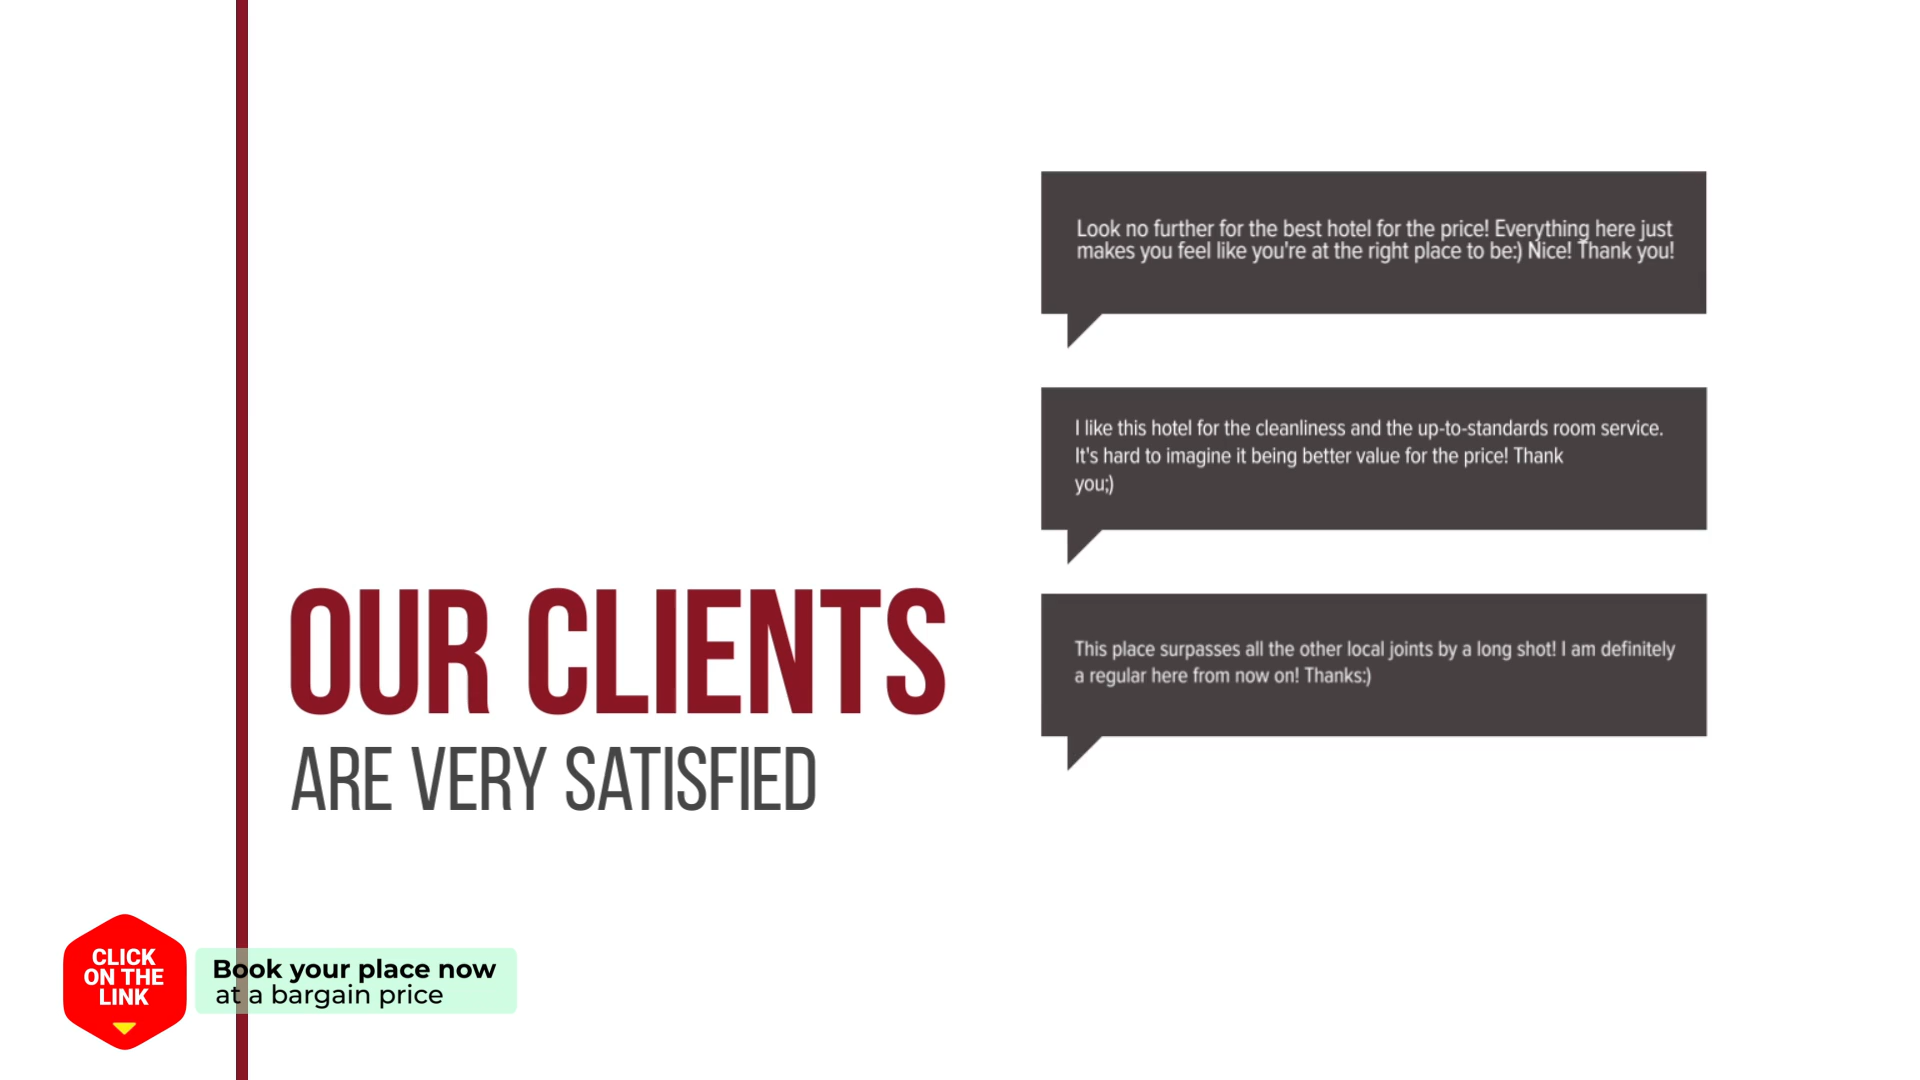 Look no further for the best hotel for the price! Everything here just
makes you feel like you're at the right place to be:) Nice! Thank you!
I like this hotel for the cleanliness and the up-to-standards room service.
It's hard to imagine it being better value for the price! Thank
you;)
This place surpasses all the other local joints by a long shot! I am definitely
a regular here from now on! Thanks:)
OUR CLIENTS
ARE VERY SATISFIED
CLICK
ON THE
LINK
Book your place now
at a bargain price